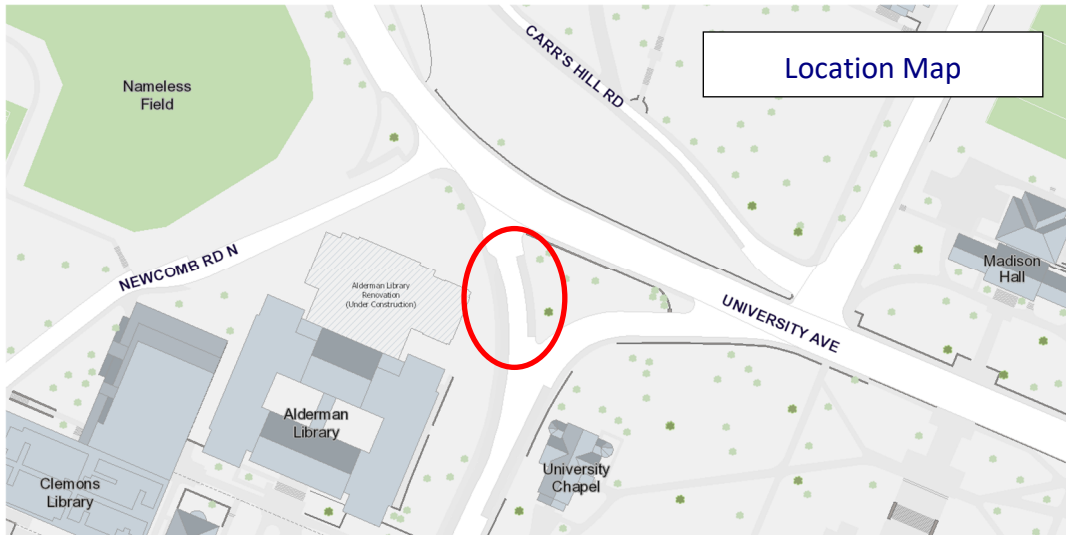 CARR'S HILL RD
Location Map
Nameless
Field
NEWCOMB RD N
Madison
Hall
Alderman Library
Renovation
(Under Construction)
UNIVERSITY AVE
Alderman
Library
University
Chapel
Clemons
Library